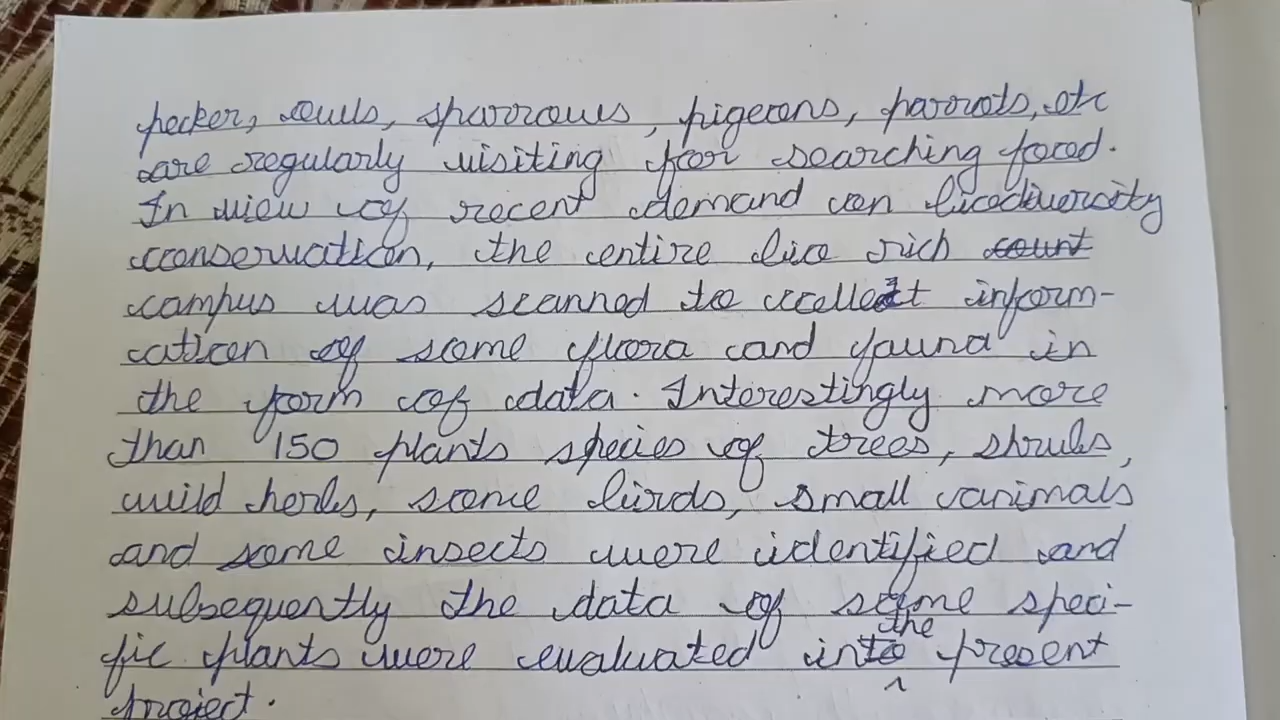 pecker, owls, sparrows, pigeons, parrots, etc
are regularly visiting for searching food.
In view of recent demand on biodiversity
conservation, the entire bio rich count
campus was scanned to collect inform-
ation of some flora and fauna in
the form of data. Interestingly more
than 150 plants species of trees, shrubs,
wild herbs, some birds, small animals
and some insects were identified and
subsequently the data of some speci-
fic plants were evaluated into the present
project.